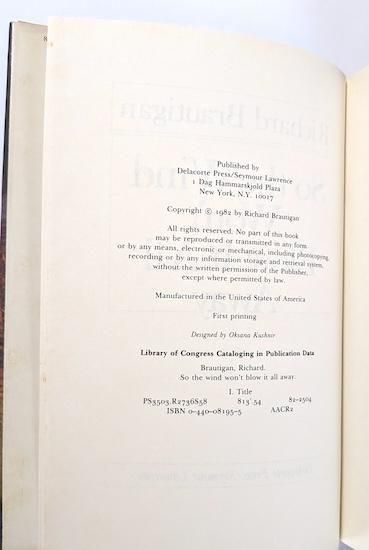 Published by
Delacorte Press/Seymour Lawrence
1 Dag Hammarskjold Plaza
New York, N.Y. 10017
Copyright © 1982 by Richard Brautigan
All rights reserved. No part of this book
may be reproduced or transmitted in any form
or by any means, electronic or mechanical, including photocopying,
recording or by any information storage and retrieval system,
without the written permission of the Publisher,
except where permitted by law.
Manufactured in the United States of America
First printing
Designed by Oksana Kushnir
Library of Congress Cataloging in Publication Data
Brautigan, Richard.
So the wind won't blow it all away.
I. Title
PS3503.R2736S58 813'.54 82-2504
ISBN 0-440-08195-5 AACR2